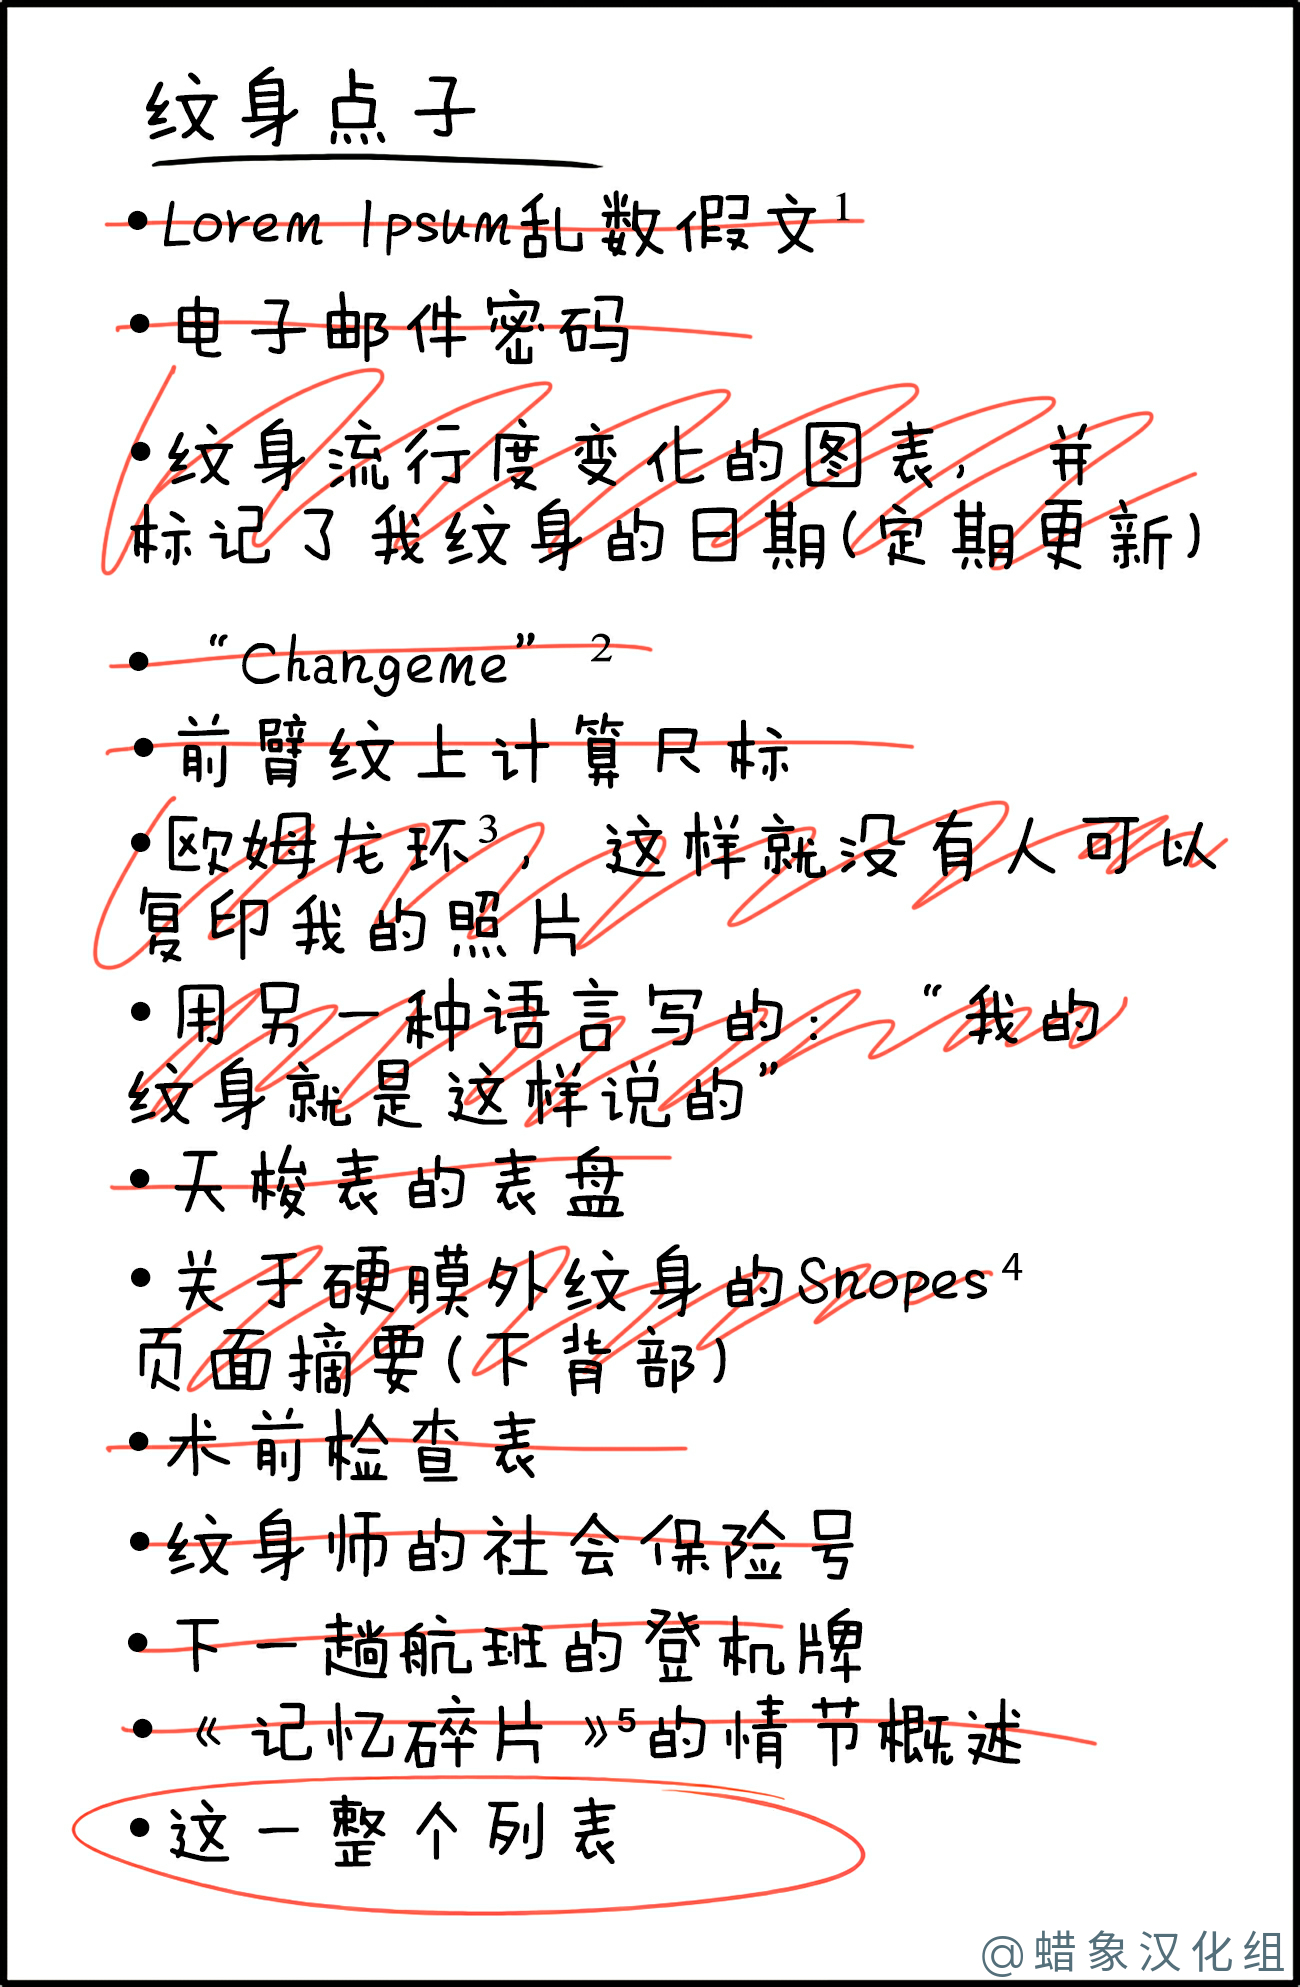 纹身点子
•Lorem Ipsum乱数假文¹
•电子邮件密码
•纹身流行度变化的图表，并
标记了我纹身的日期(定期更新)
•“Changeme” ²
•前臂纹上计算尺标
•欧姆龙环³，这样就没有人可以
复印我的照片
•用另一种语言写的：“我的
纹身就是这样说的”
•天梭表的表盘
•关于硬膜外纹身的Snopes⁴
页面摘要(下背部)
•术前检查表
•纹身师的社会保险号
•下一趟航班的登机牌
•《记忆碎片》⁵的情节概述
•这一整个列表
@蜡象汉化组